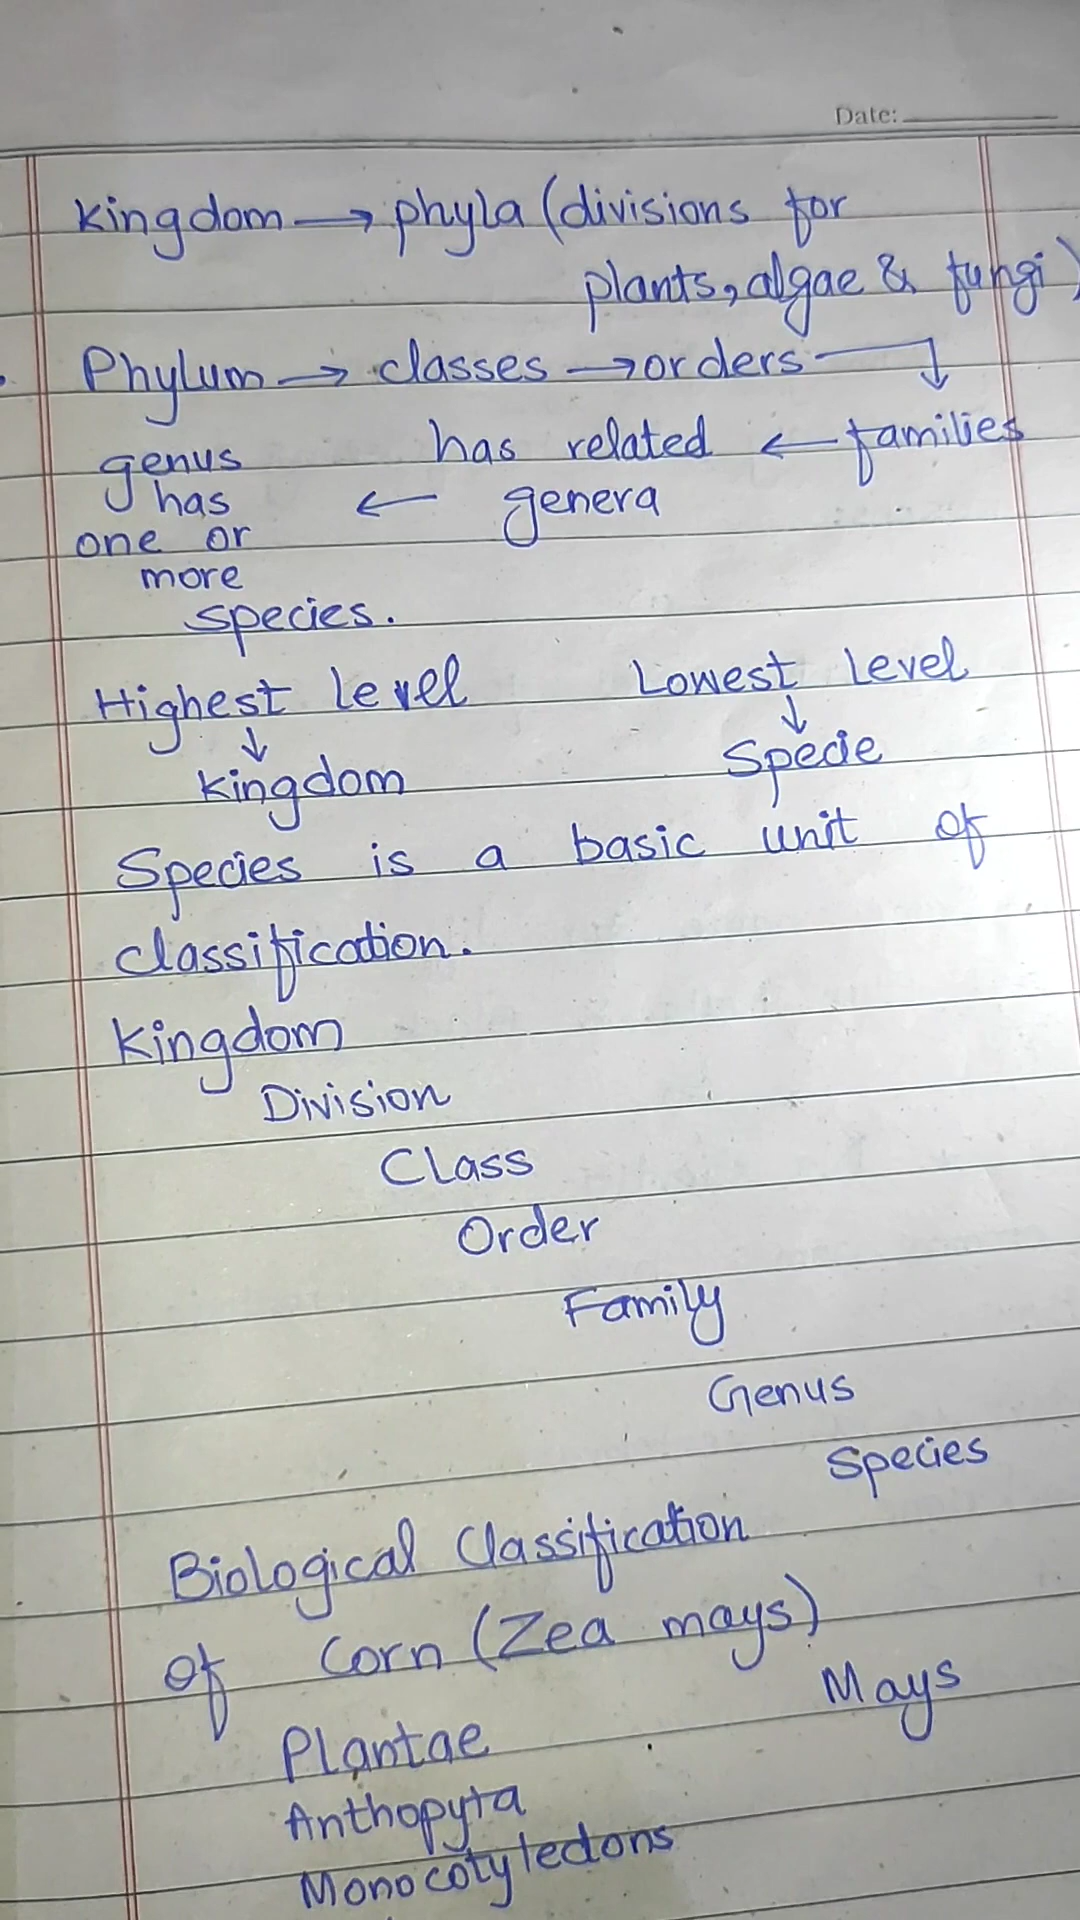 Date:
Kingdom → phyla (divisions for
plants, algae & fungi)
Phylum → classes → orders
has related ← families
genus
has ← genera
one or
more
species.
Highest level Lowest level
↓ ↓
Kingdom Specie
Species is a basic unit of
classification.
Kingdom
Division
Class
Order
Family
Genus
Species
Biological Classification
of Corn (Zea mays)
Mays
Plantae
Anthopyta
Monocotyledons